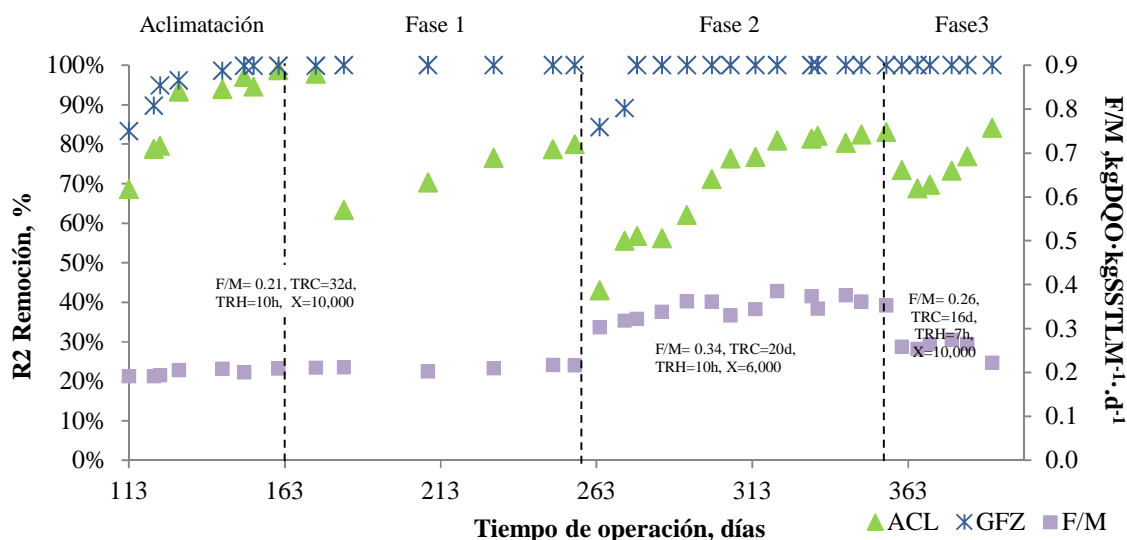 Aclimatación Fase 1 Fase 2 Fase3
100%
90%
80%
70%
60%
50%
40%
30%
20%
10%
0%
R2 Remoción, %
F/M= 0.21, TRC=32d,
TRH=10h, X=10,000
F/M= 0.34, TRC=20d,
TRH=10h, X=6,000
F/M= 0.26,
TRC=16d,
TRH=7h,
X=10,000
0.9
0.8
0.7
0.6
0.5
0.4
0.3
0.2
0.1
0.0
F/M ,kgDQO·kgSSTLM⁻¹·.d⁻¹
113 163 213 263 313 363
Tiempo de operación, días
ACL GFZ F/M